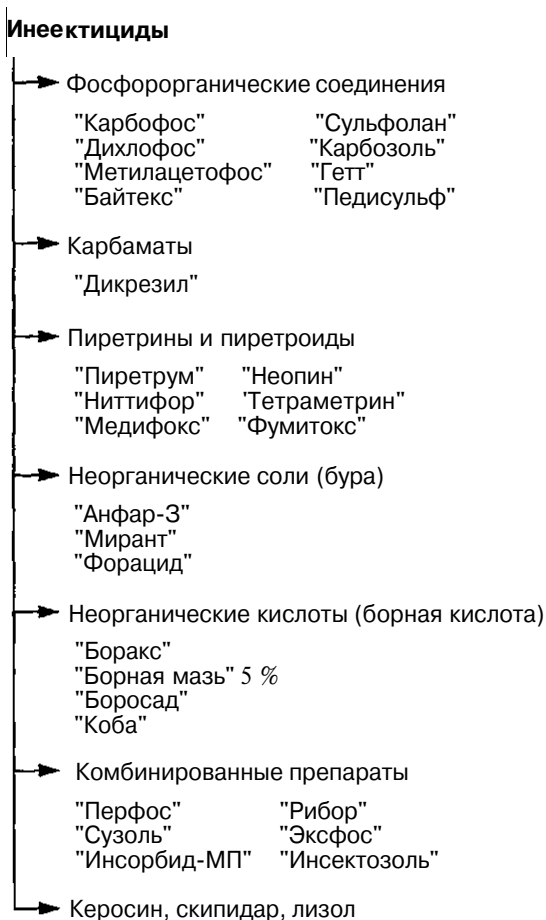 Инеектициды
Фосфорорганические соединения
"Карбофос" "Сульфолан"
"Дихлофос" "Карбозоль"
"Метилацетофос" "Гетт"
"Байтекс" "Педисульф"
Карбаматы
"Дикрезил"
Пиретрины и пиретроиды
"Пиретрум" "Неопин"
"Ниттифор" 'Тетраметрин"
"Медифокс" "Фумитокс"
Неорганические соли (бура)
"Анфар-З"
"Мирант"
"Форацид"
Неорганические кислоты (борная кислота)
"Боракс"
"Борная мазь" 5 %
"Боросад"
"Коба"
Комбинированные препараты
"Перфос" "Рибор"
"Сузоль" "Эксфос"
"Инсорбид-МП" "Инсектозоль"
Керосин, скипидар, лизол